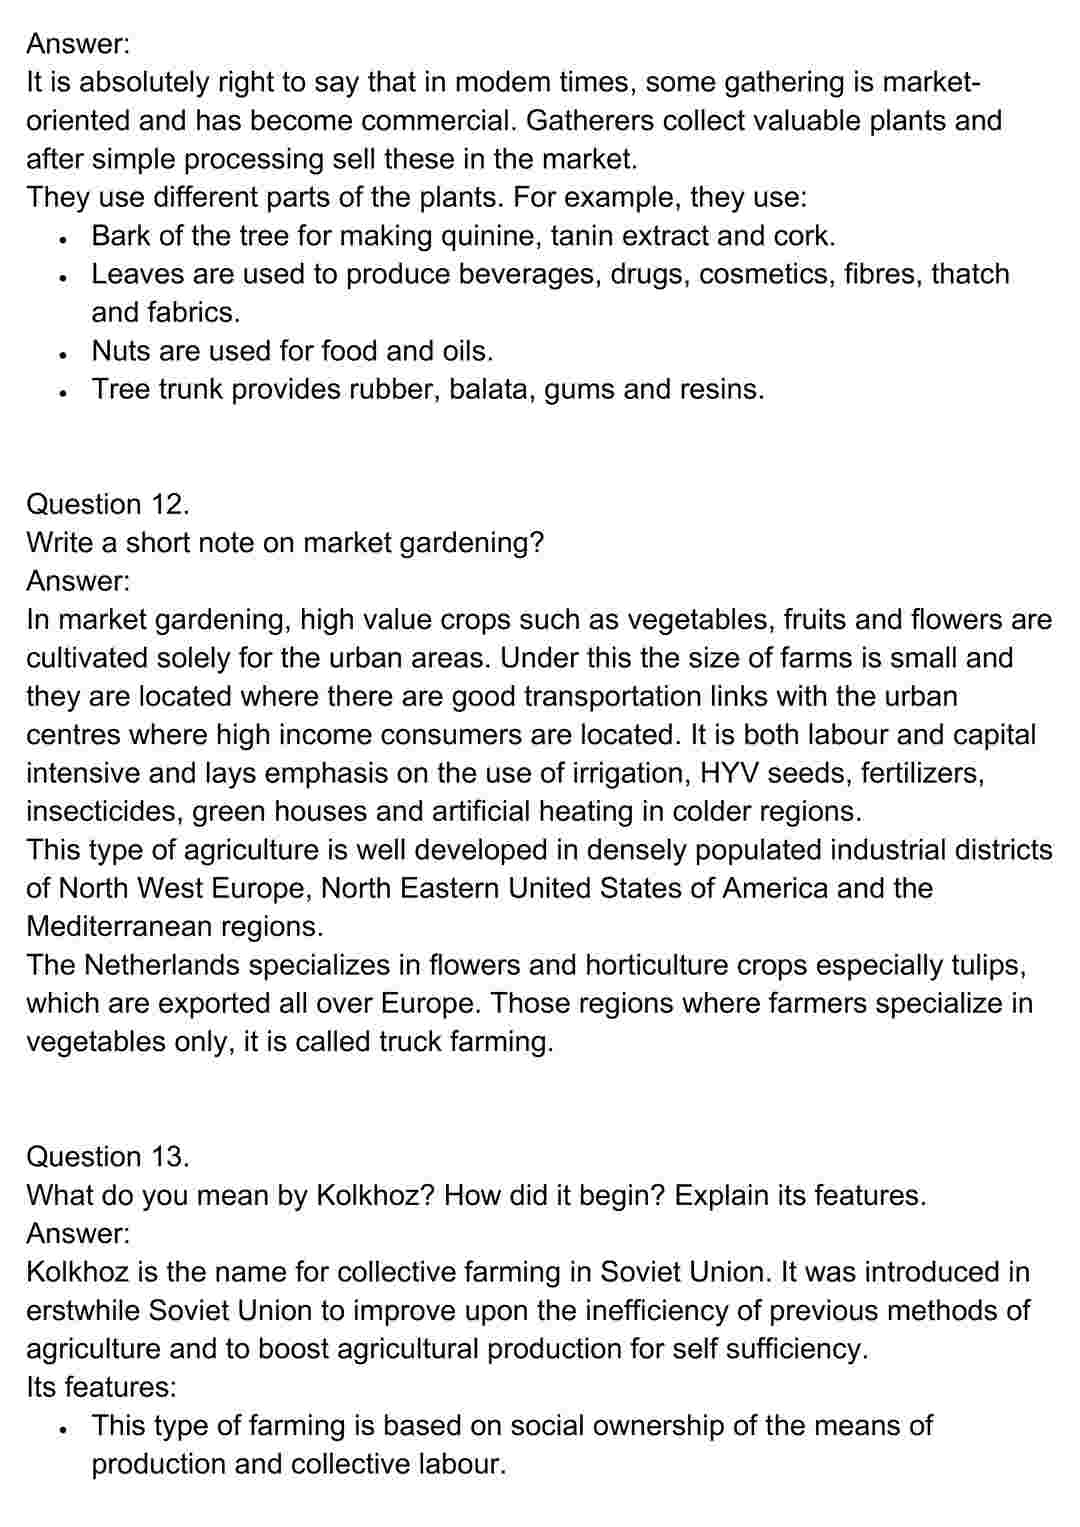 Answer:
It is absolutely right to say that in modem times, some gathering is market-
oriented and has become commercial. Gatherers collect valuable plants and
after simple processing sell these in the market.
They use different parts of the plants. For example, they use:
• Bark of the tree for making quinine, tanin extract and cork.
• Leaves are used to produce beverages, drugs, cosmetics, fibres, thatch
and fabrics.
• Nuts are used for food and oils.
• Tree trunk provides rubber, balata, gums and resins.
Question 12.
Write a short note on market gardening?
Answer:
In market gardening, high value crops such as vegetables, fruits and flowers are
cultivated solely for the urban areas. Under this the size of farms is small and
they are located where there are good transportation links with the urban
centres where high income consumers are located. It is both labour and capital
intensive and lays emphasis on the use of irrigation, HYV seeds, fertilizers,
insecticides, green houses and artificial heating in colder regions.
This type of agriculture is well developed in densely populated industrial districts
of North West Europe, North Eastern United States of America and the
Mediterranean regions.
The Netherlands specializes in flowers and horticulture crops especially tulips,
which are exported all over Europe. Those regions where farmers specialize in
vegetables only, it is called truck farming.
Question 13.
What do you mean by Kolkhoz? How did it begin? Explain its features.
Answer:
Kolkhoz is the name for collective farming in Soviet Union. It was introduced in
erstwhile Soviet Union to improve upon the inefficiency of previous methods of
agriculture and to boost agricultural production for self sufficiency.
Its features:
• This type of farming is based on social ownership of the means of
production and collective labour.